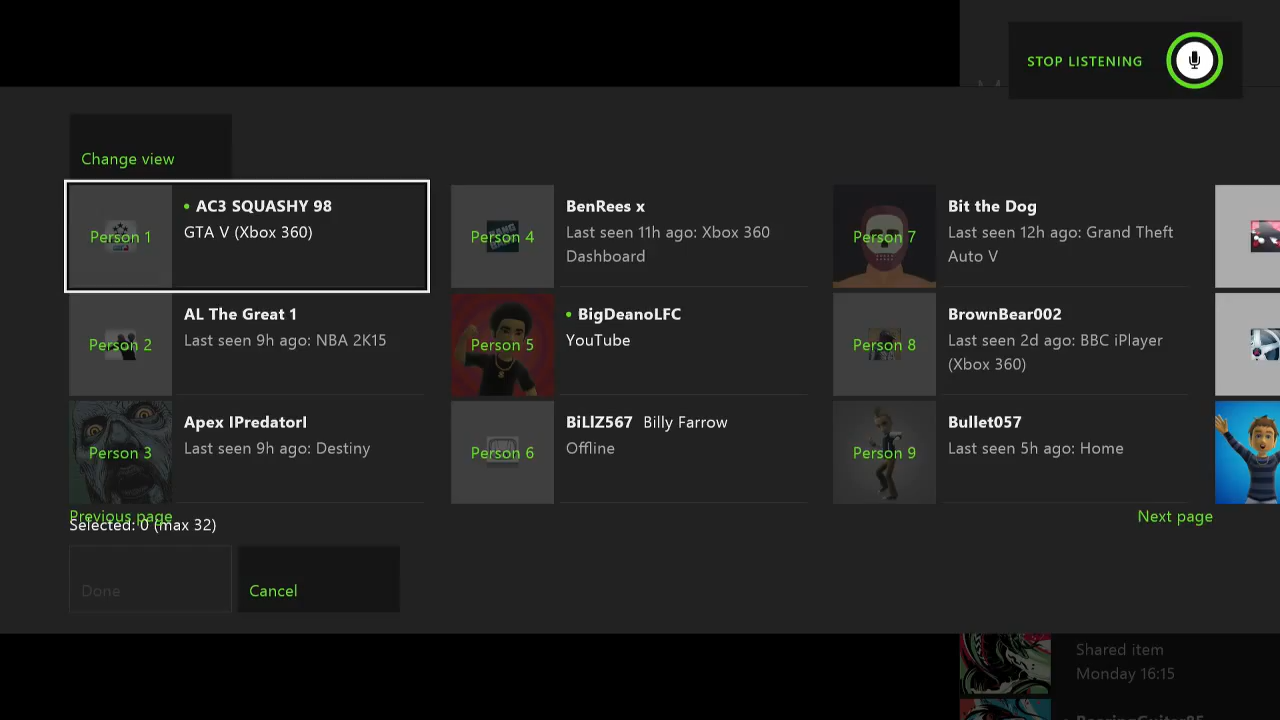 STOP LISTENING
Change view
Person 1
AC3 SQUASHY 98
GTA V (Xbox 360)
Person 2
AL The Great 1
Last seen 9h ago: NBA 2K15
Person 3
Apex IPredatorI
Last seen 9h ago: Destiny
Person 4
BenRees x
Last seen 11h ago: Xbox 360
Dashboard
Person 5
BigDeanoLFC
YouTube
Person 6
BiLlZ567 Billy Farrow
Offline
Person 7
Bit the Dog
Last seen 12h ago: Grand Theft
Auto V
Person 8
BrownBear002
Last seen 2d ago: BBC iPlayer
(Xbox 360)
Person 9
Bullet057
Last seen 5h ago: Home
Previous page
Next page
Selected: 0 (max 32)
Done
Cancel
Shared item
Monday 16:15